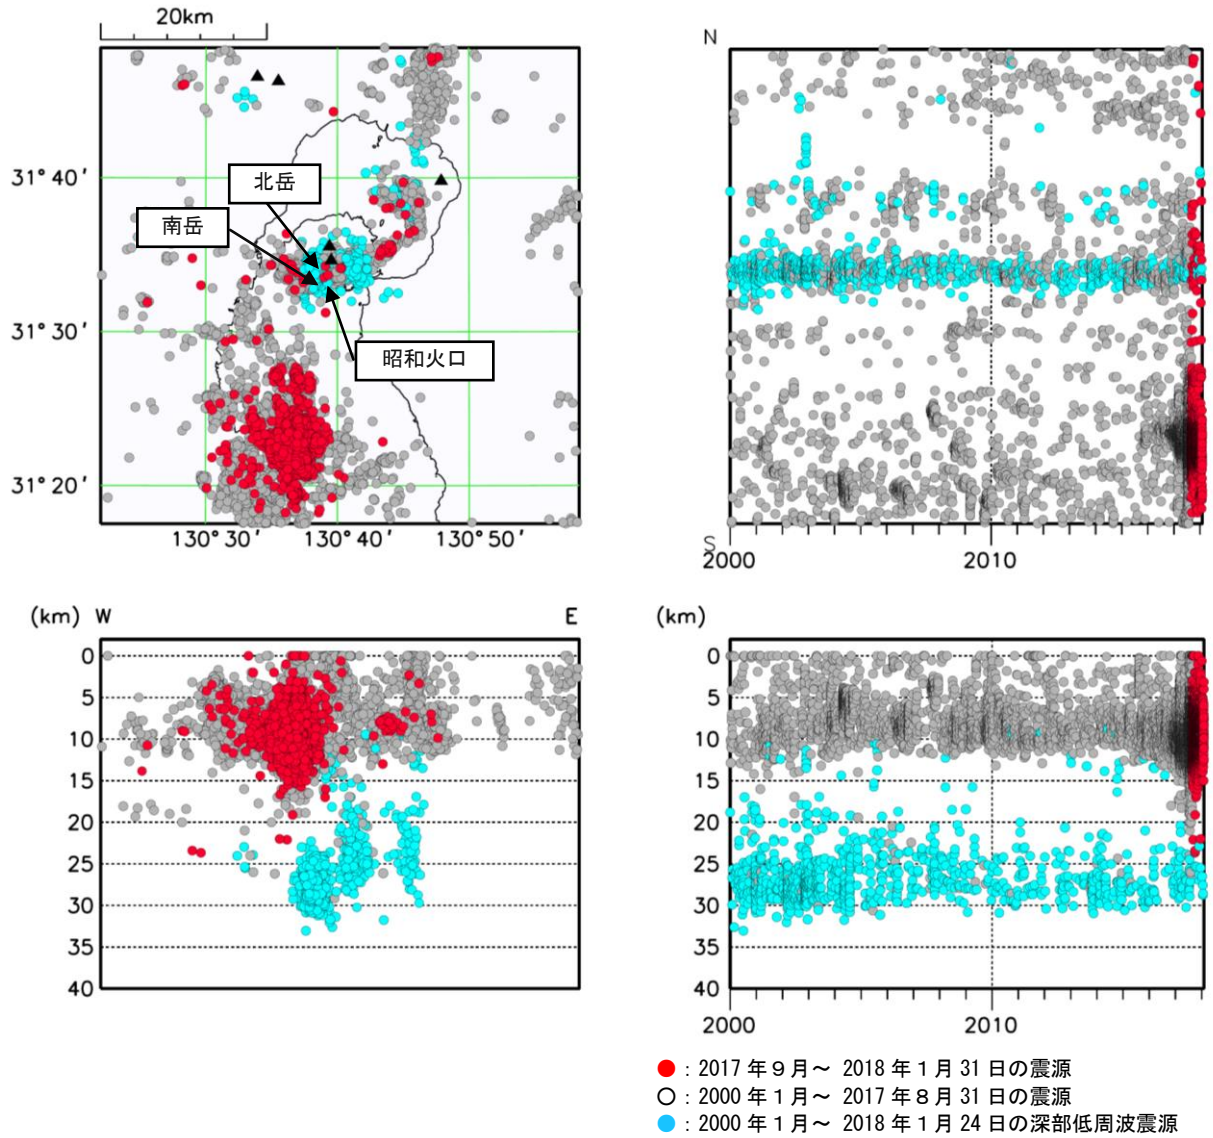 20km
31° 40′
31° 30′
31° 20′
130° 30′ 130° 40′ 130° 50′
北岳
南岳
昭和火口
N
S
2000 2010
(km) W E
0
5
10
15
20
25
30
35
40
(km)
0
5
10
15
20
25
30
35
40
2000 2010
●：2017 年９月～ 2018 年１月 31 日の震源
○：2000 年１月～ 2017 年８月 31 日の震源
●：2000 年１月～ 2018 年１月 24 日の深部低周波震源